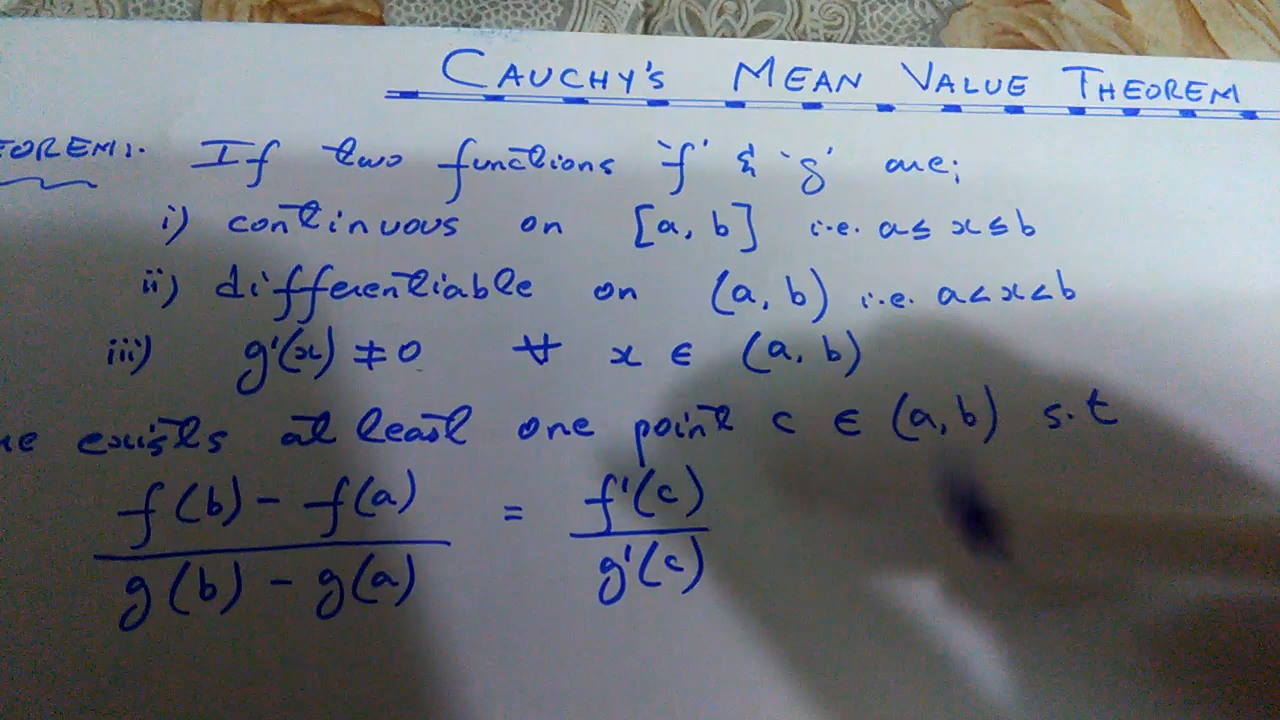 CAUCHY'S MEAN VALUE THEOREM
EOREM:. If two functions 'f' & 'g' are;
i) continuous on [a, b] i.e. a≤ x ≤ b
ii) differentiable on (a, b) i.e. a<x<b
iii) g'(x) ≠ 0 ∀ x ∈ (a, b)
re exists at least one point c ∈ (a, b) s.t
f(b) - f(a) = f'(c)
g(b) - g(a) g'(c)